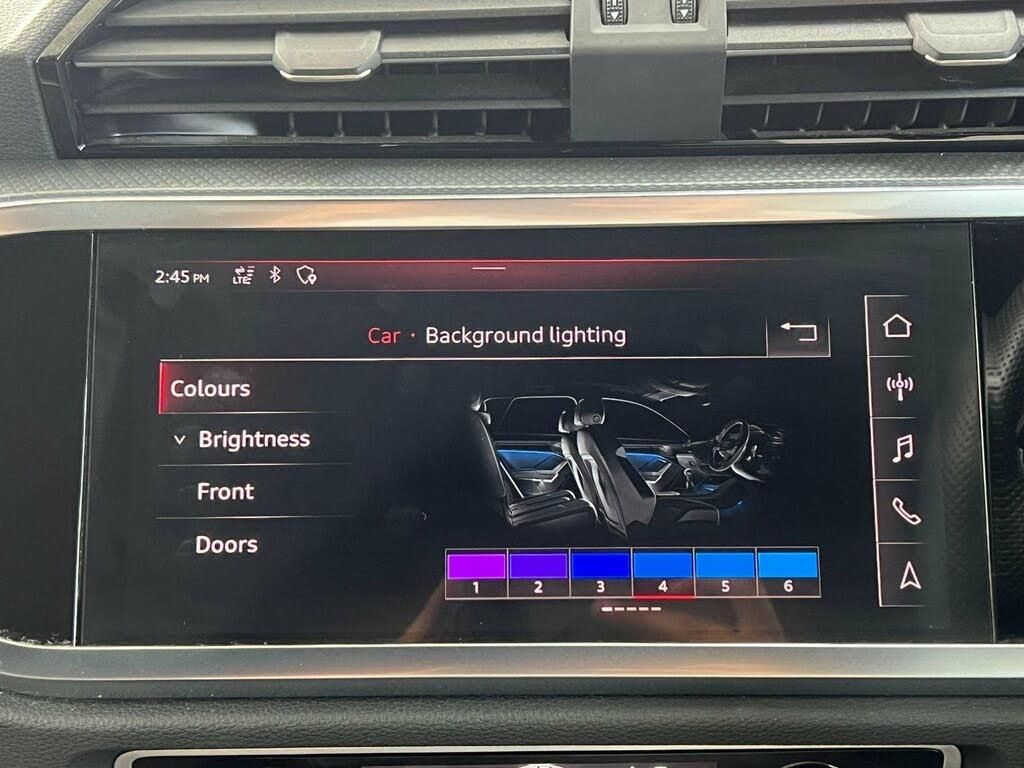 2:45 PM LTE
Car · Background lighting
Colours
Brightness
Front
Doors
1 2 3 4 5 6